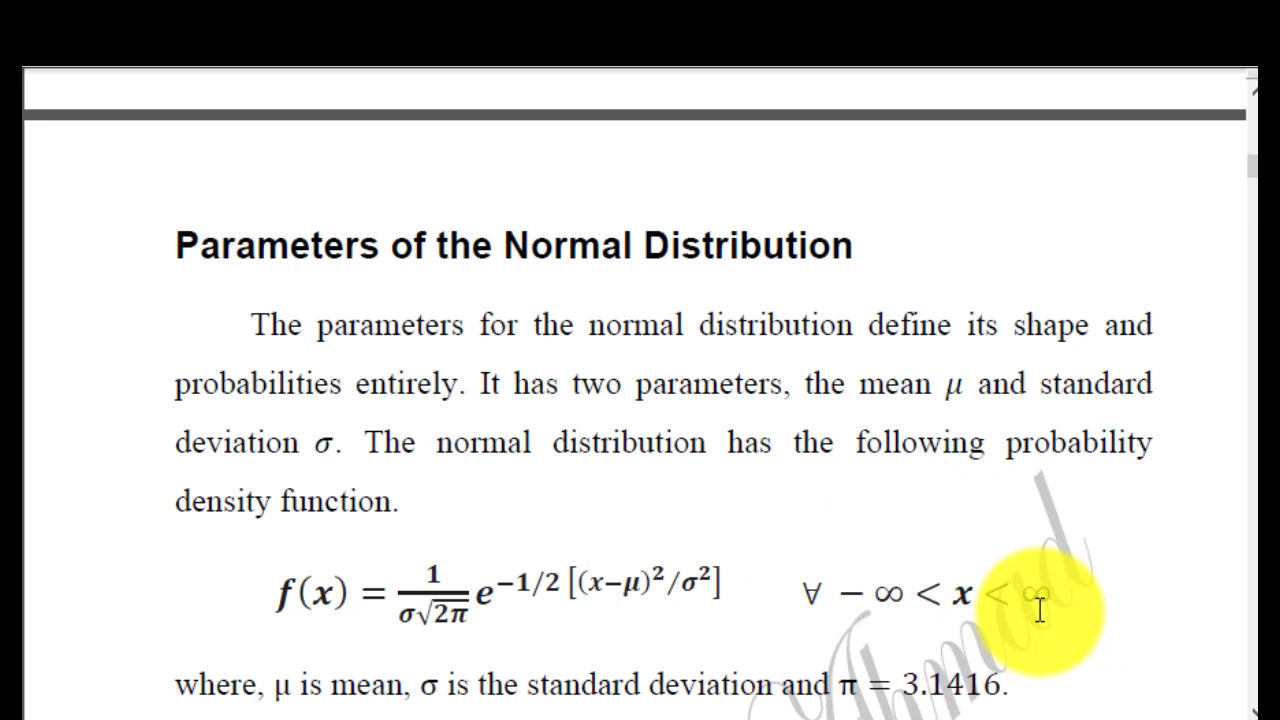 Parameters of the Normal Distribution
The parameters for the normal distribution define its shape and
probabilities entirely. It has two parameters, the mean μ and standard
deviation σ. The normal distribution has the following probability
density function.
f(x) = 1/(σ√2π) e^(−1/2 [(x−μ)²/σ²]) ∀ − ∞ < x < ∞
where, μ is mean, σ is the standard deviation and π = 3.1416.
Ahmad